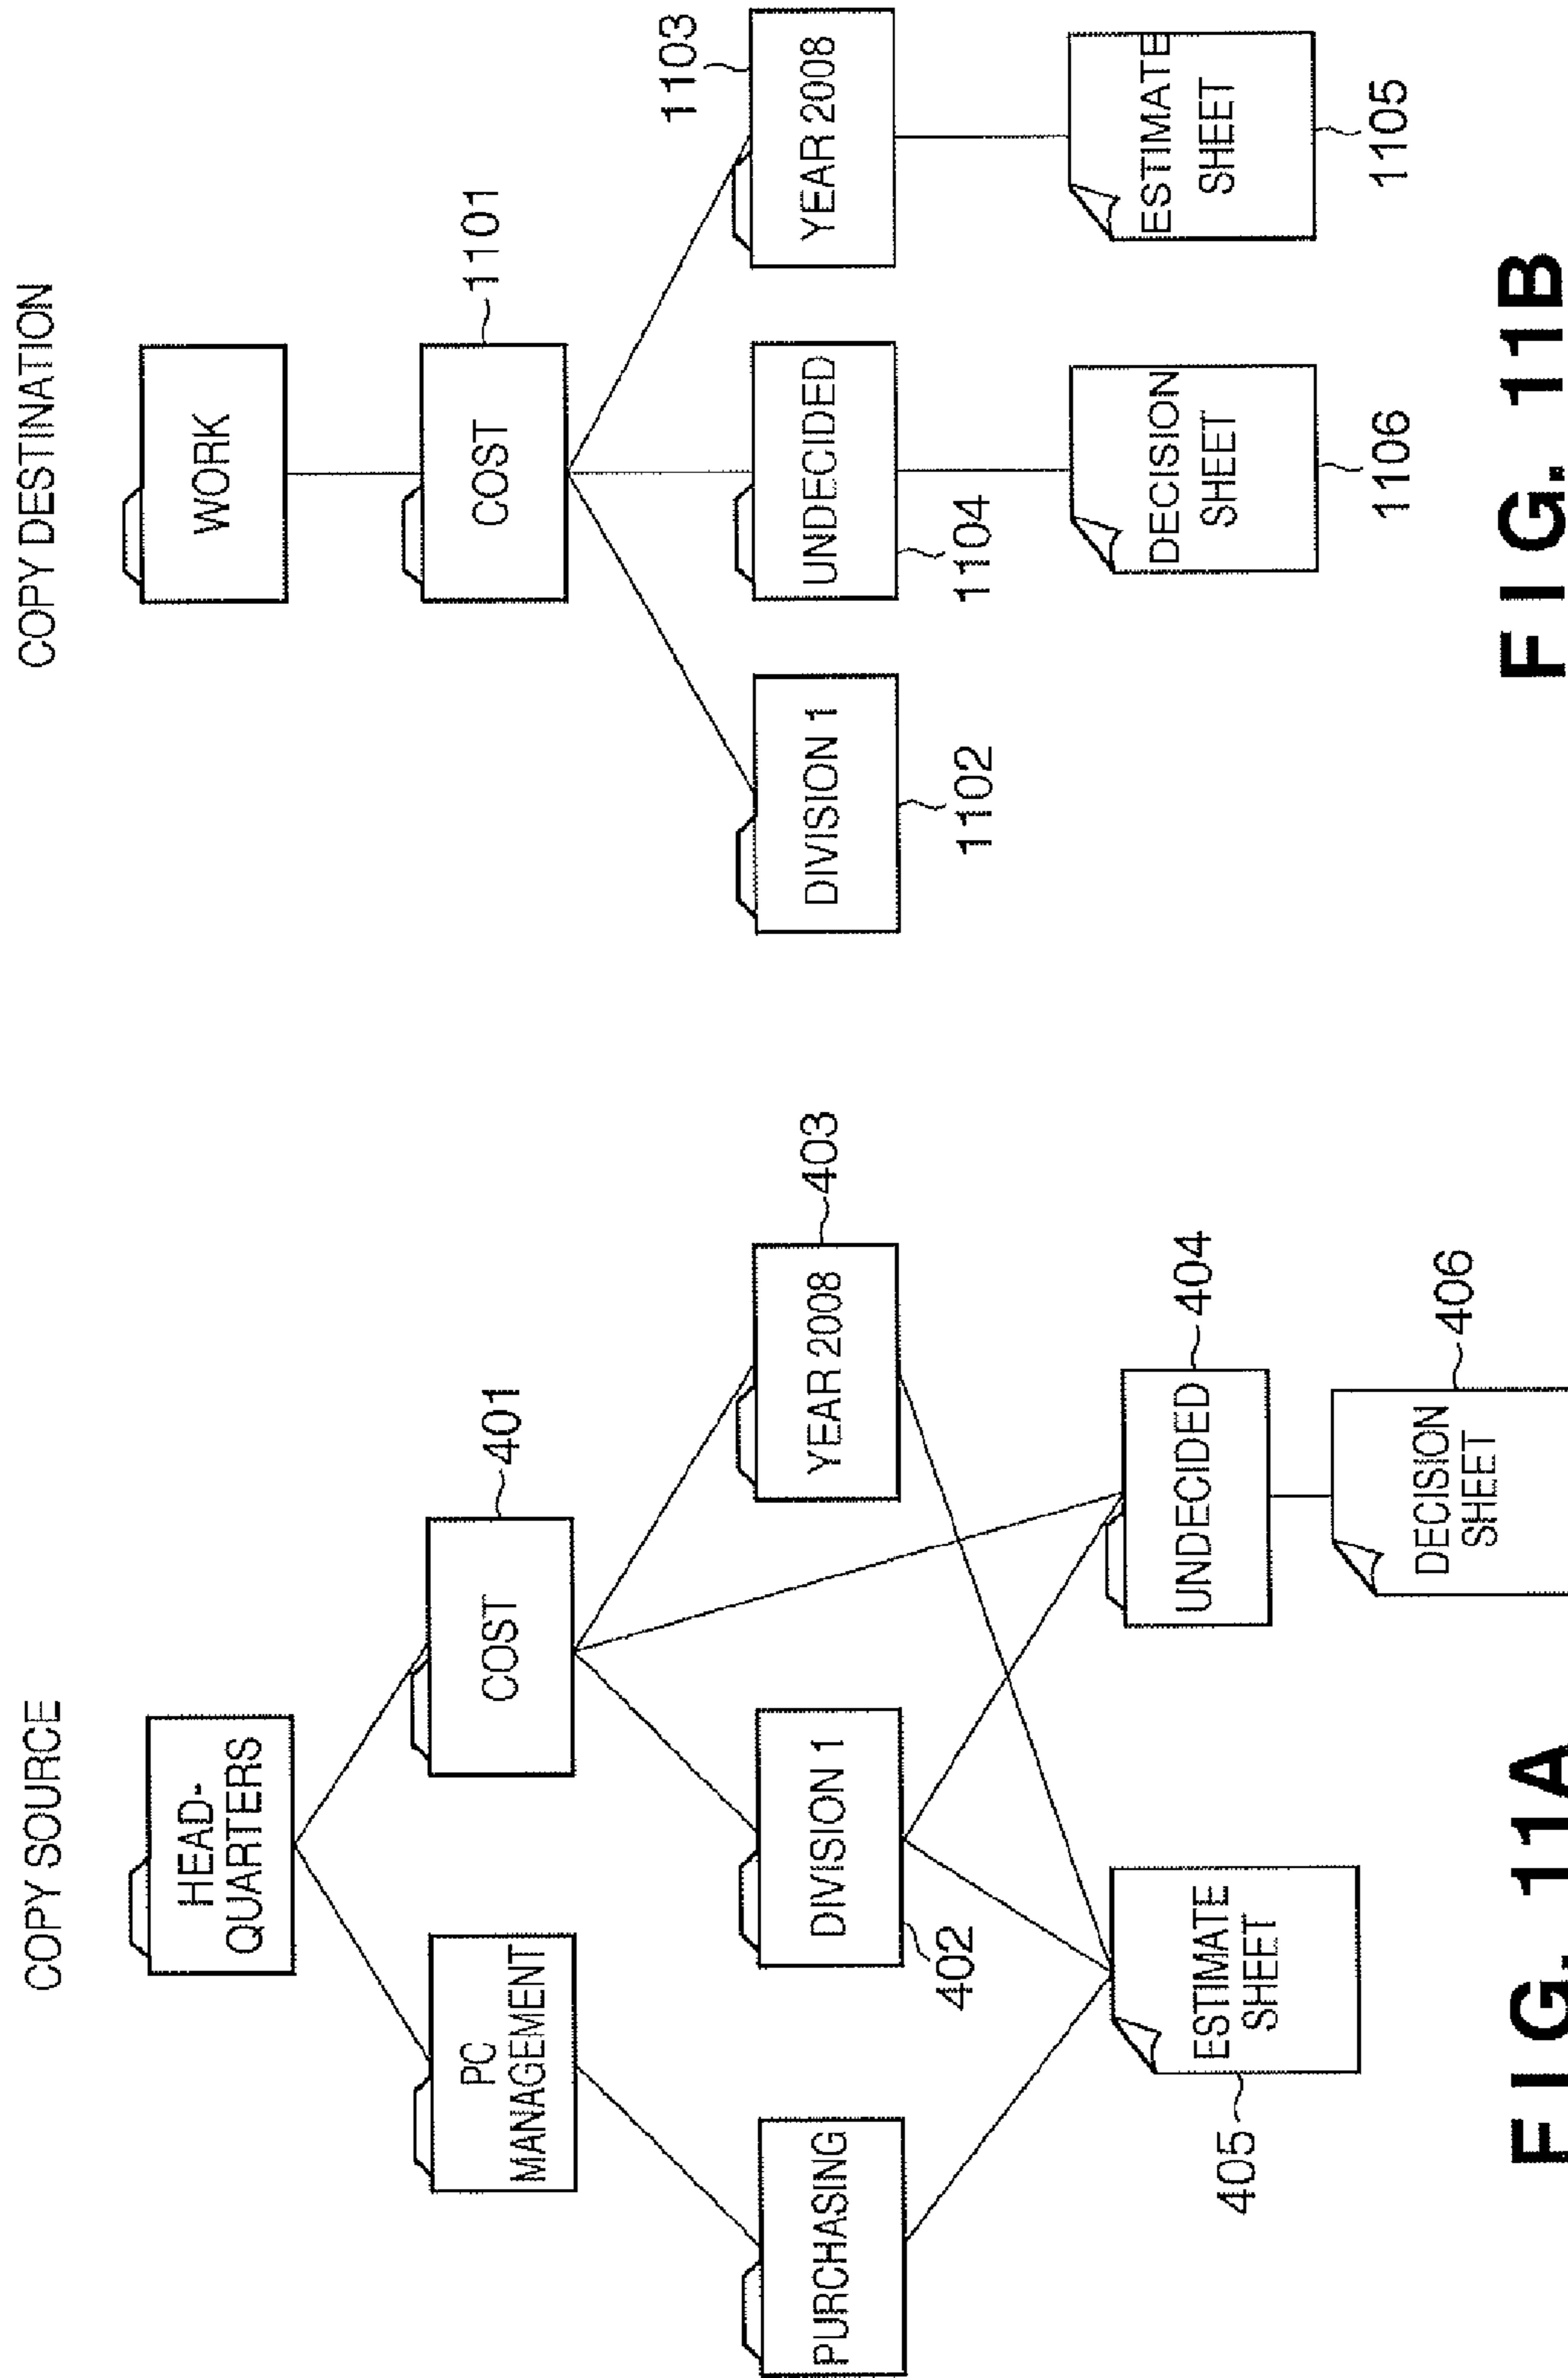 COPY SOURCE
HEAD-
QUARTERS
PC
MANAGEMENT
COST
401
PURCHASING
DIVISION 1
402
YEAR 2008
403
ESTIMATE
SHEET
405
UNDECIDED
404
DECISION
SHEET
406
FIG. 11A
COPY DESTINATION
WORK
COST
1101
DIVISION 1
1102
UNDECIDED
1104
YEAR 2008
1103
DECISION
SHEET
1106
ESTIMATE
SHEET
1105
FIG. 11B